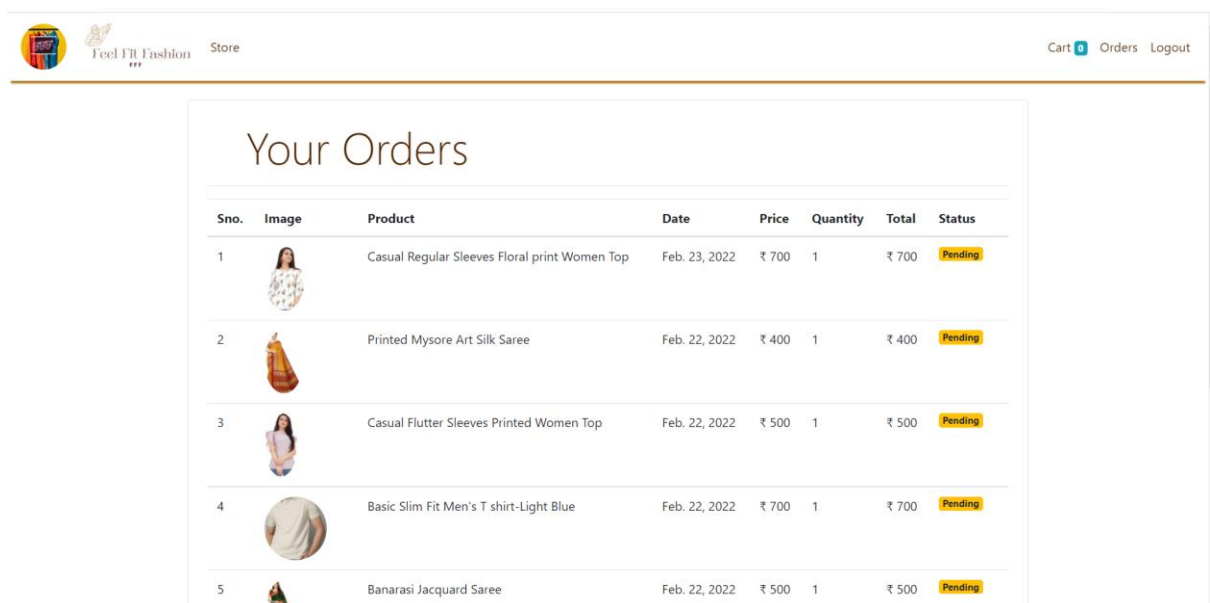 FFF
Feel Fit Fashion
Store
Cart 0 Orders Logout
Your Orders
Sno. Image Product Date Price Quantity Total Status
1 Casual Regular Sleeves Floral print Women Top Feb. 23, 2022 ₹ 700 1 ₹ 700 Pending
2 Printed Mysore Art Silk Saree Feb. 22, 2022 ₹ 400 1 ₹ 400 Pending
3 Casual Flutter Sleeves Printed Women Top Feb. 22, 2022 ₹ 500 1 ₹ 500 Pending
4 Basic Slim Fit Men's T shirt-Light Blue Feb. 22, 2022 ₹ 700 1 ₹ 700 Pending
5 Banarasi Jacquard Saree Feb. 22, 2022 ₹ 500 1 ₹ 500 Pending